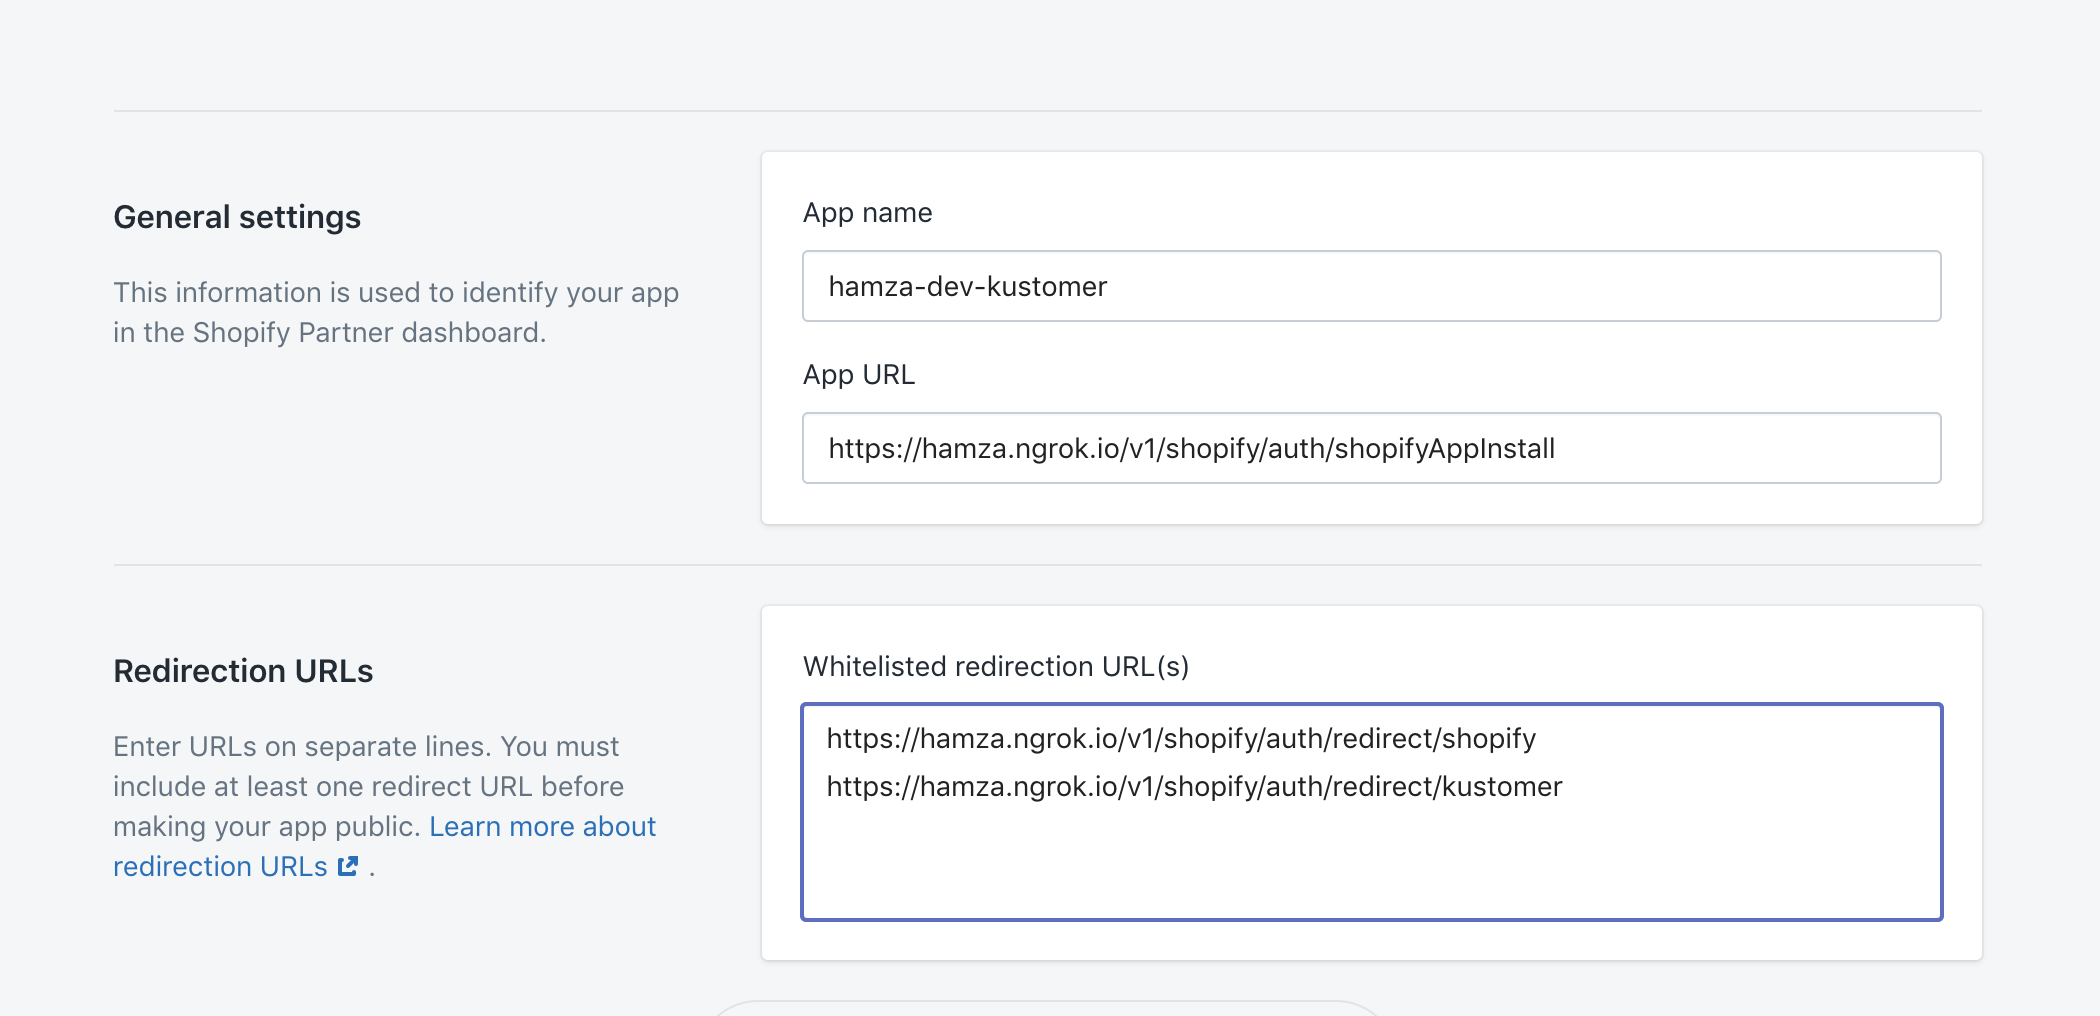 General settings
This information is used to identify your app
in the Shopify Partner dashboard.
App name
hamza-dev-kustomer
App URL
https://hamza.ngrok.io/v1/shopify/auth/shopifyAppInstall
Redirection URLs
Enter URLs on separate lines. You must
include at least one redirect URL before
making your app public. Learn more about
redirection URLs .
Whitelisted redirection URL(s)
https://hamza.ngrok.io/v1/shopify/auth/redirect/shopify
https://hamza.ngrok.io/v1/shopify/auth/redirect/kustomer